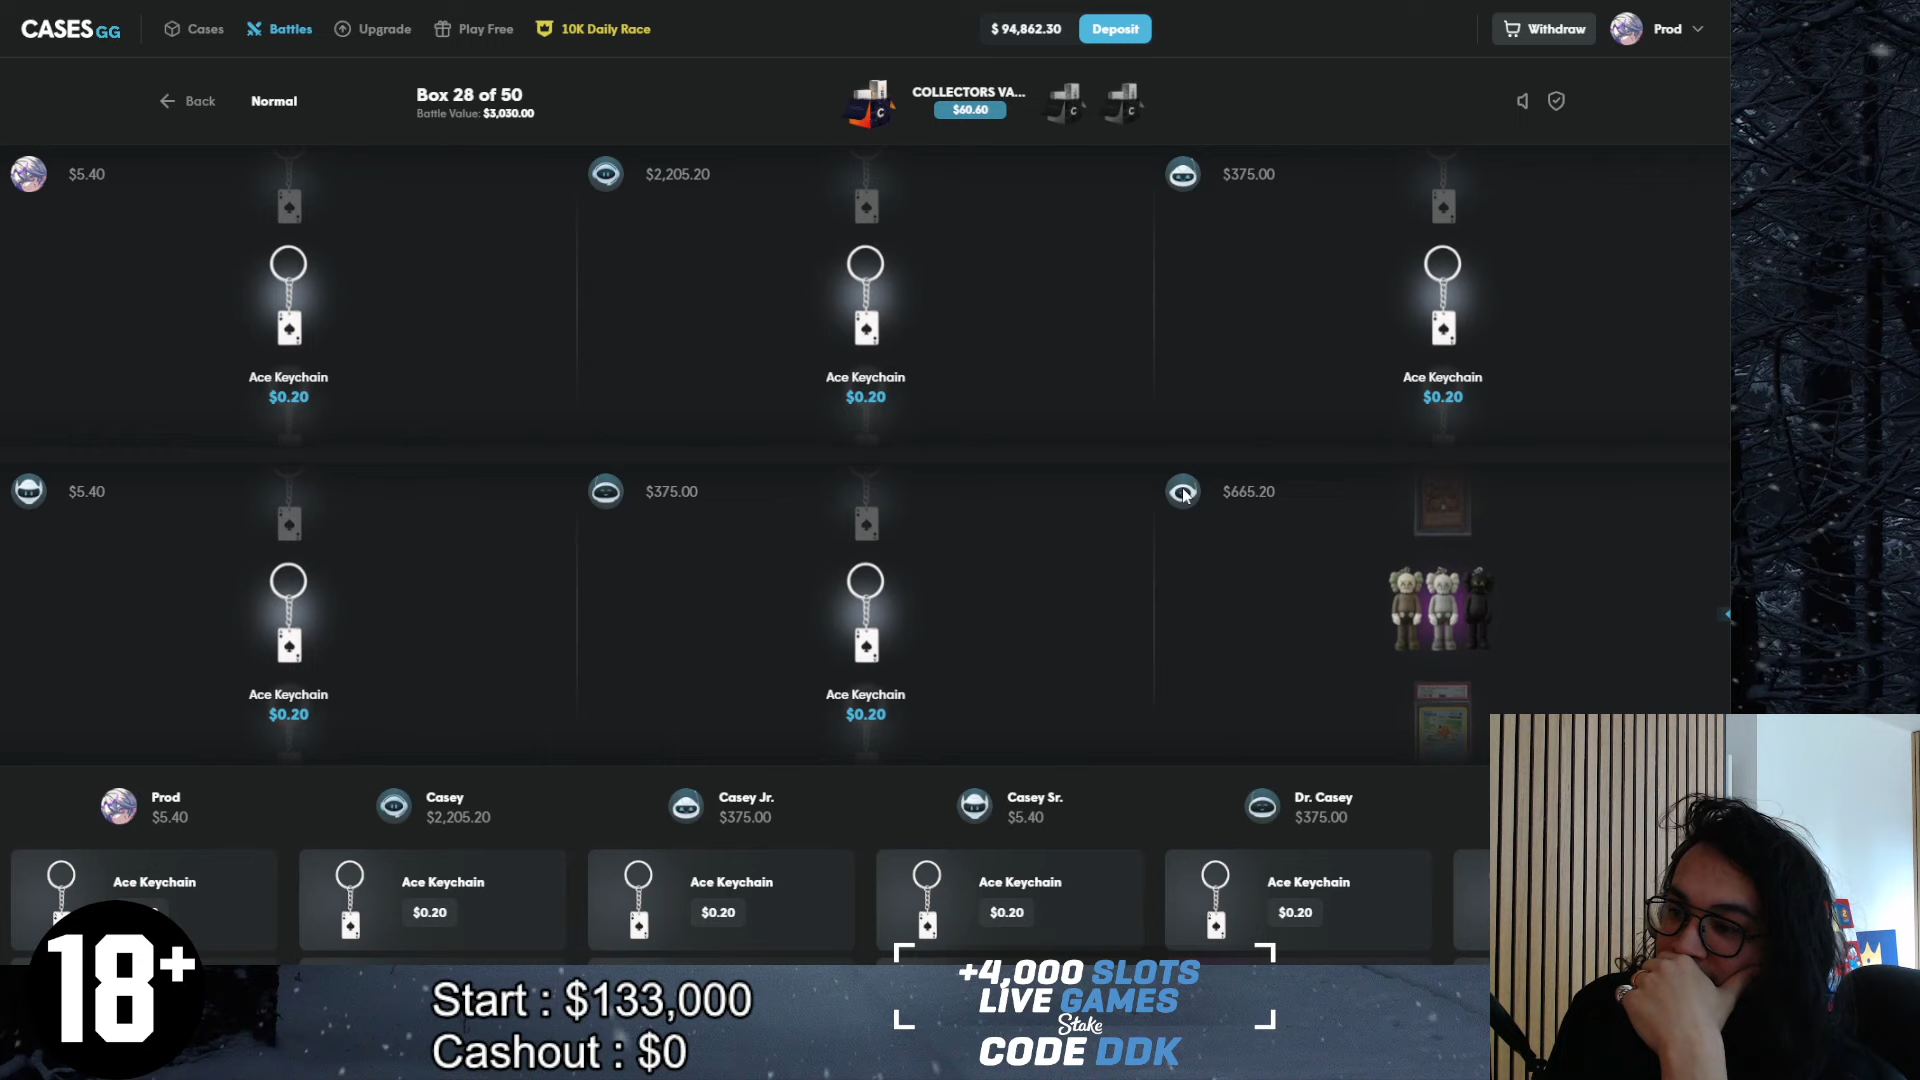 CASES GG
Cases
Battles
Upgrade
Play Free
10K Daily Race
$ 94,862.30
Deposit
Withdraw
Prod
Back
Normal
Box 28 of 50
Battle Value: $3,030.00
COLLECTORS VA...
$60.60
$5.40
$2,205.20
$375.00
Ace Keychain
$0.20
Ace Keychain
$0.20
Ace Keychain
$0.20
$5.40
$375.00
$665.20
Ace Keychain
$0.20
Ace Keychain
$0.20
Prod
$5.40
Casey
$2,205.20
Casey Jr.
$375.00
Casey Sr.
$5.40
Dr. Casey
$375.00
Ace Keychain
Ace Keychain
$0.20
Ace Keychain
$0.20
Ace Keychain
$0.20
Ace Keychain
$0.20
18+
Start : $133,000
Cashout : $0
+4,000 SLOTS
LIVE GAMES
Stake
CODE DDK